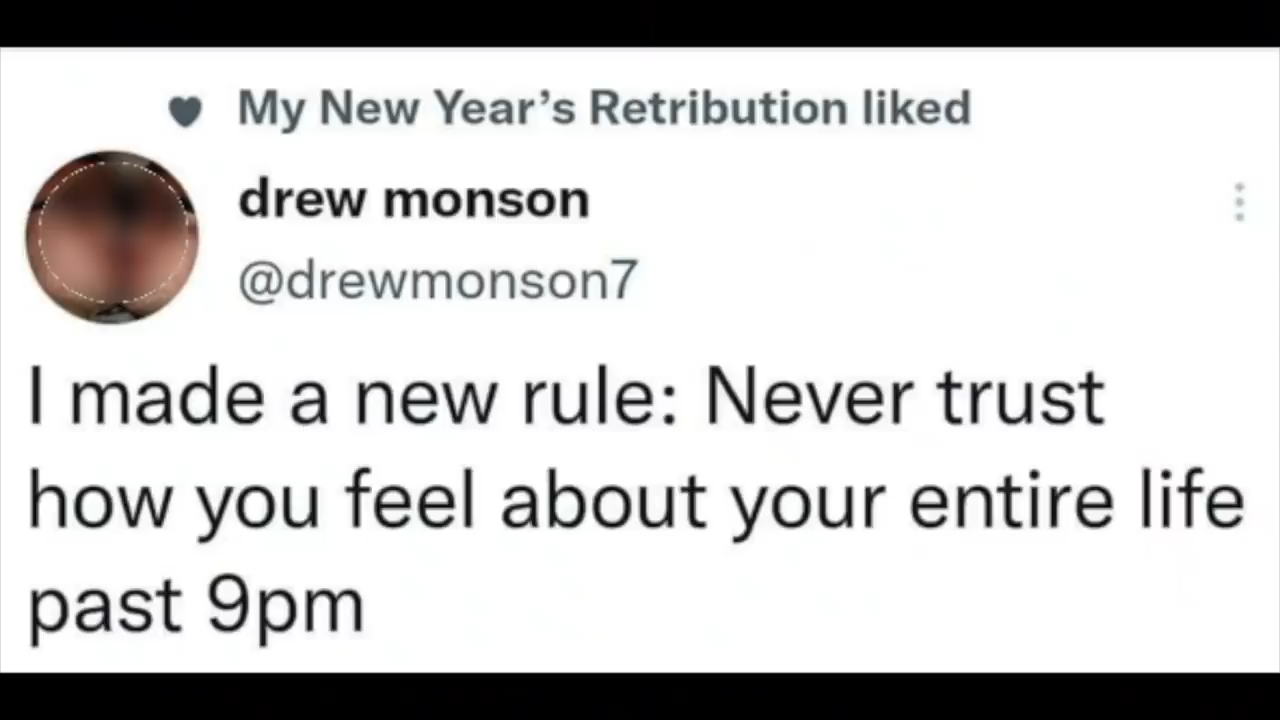 My New Year’s Retribution liked
drew monson
@drewmonson7
I made a new rule: Never trust
how you feel about your entire life
past 9pm